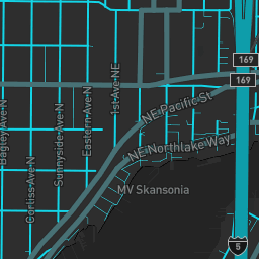 169
169
1st Ave NE
NE Pacific St
Eastern Ave N
Sunnyside Ave N
Bagley Ave N
NE Northlake Way
Corliss Ave N
MV Skansonia
5